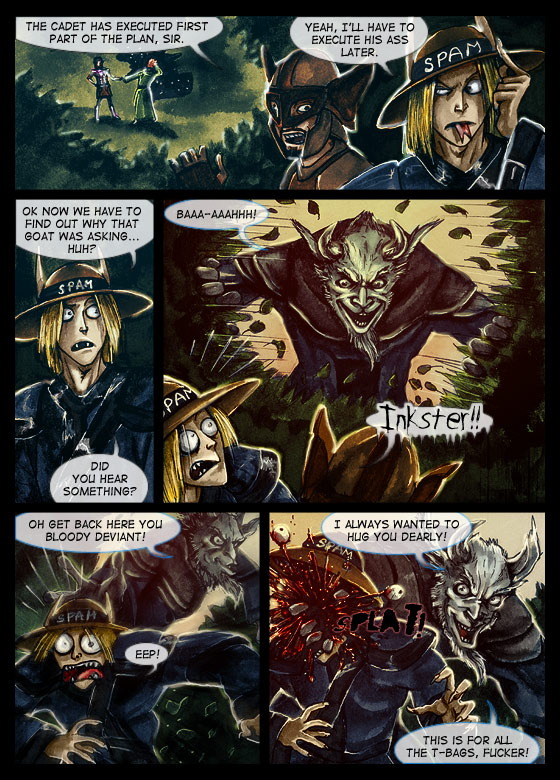 THE CADET HAS EXECUTED FIRST
PART OF THE PLAN, SIR.
YEAH, I'LL HAVE TO
EXECUTE HIS ASS
LATER.
SPAM
OK NOW WE HAVE TO
FIND OUT WHY THAT
GOAT WAS ASKING...
HUH?
SPAM
DID
YOU HEAR
SOMETHING?
BAAA-AAAHHH!
SPAM
Inkster!!
OH GET BACK HERE YOU
BLOODY DEVIANT!
SPAM
EEP!
I ALWAYS WANTED TO
HUG YOU DEARLY!
SPAM
SPLAT!
THIS IS FOR ALL
THE T-BAGS, FUCKER!